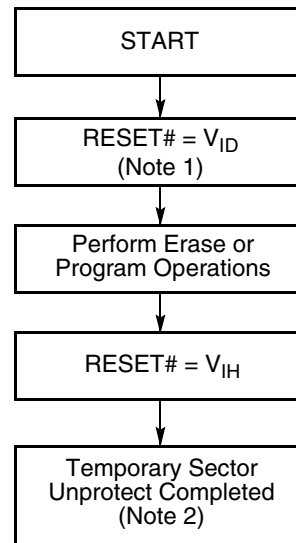 START
RESET# = V_ID
(Note 1)
Perform Erase or
Program Operations
RESET# = V_IH
Temporary Sector
Unprotect Completed
(Note 2)